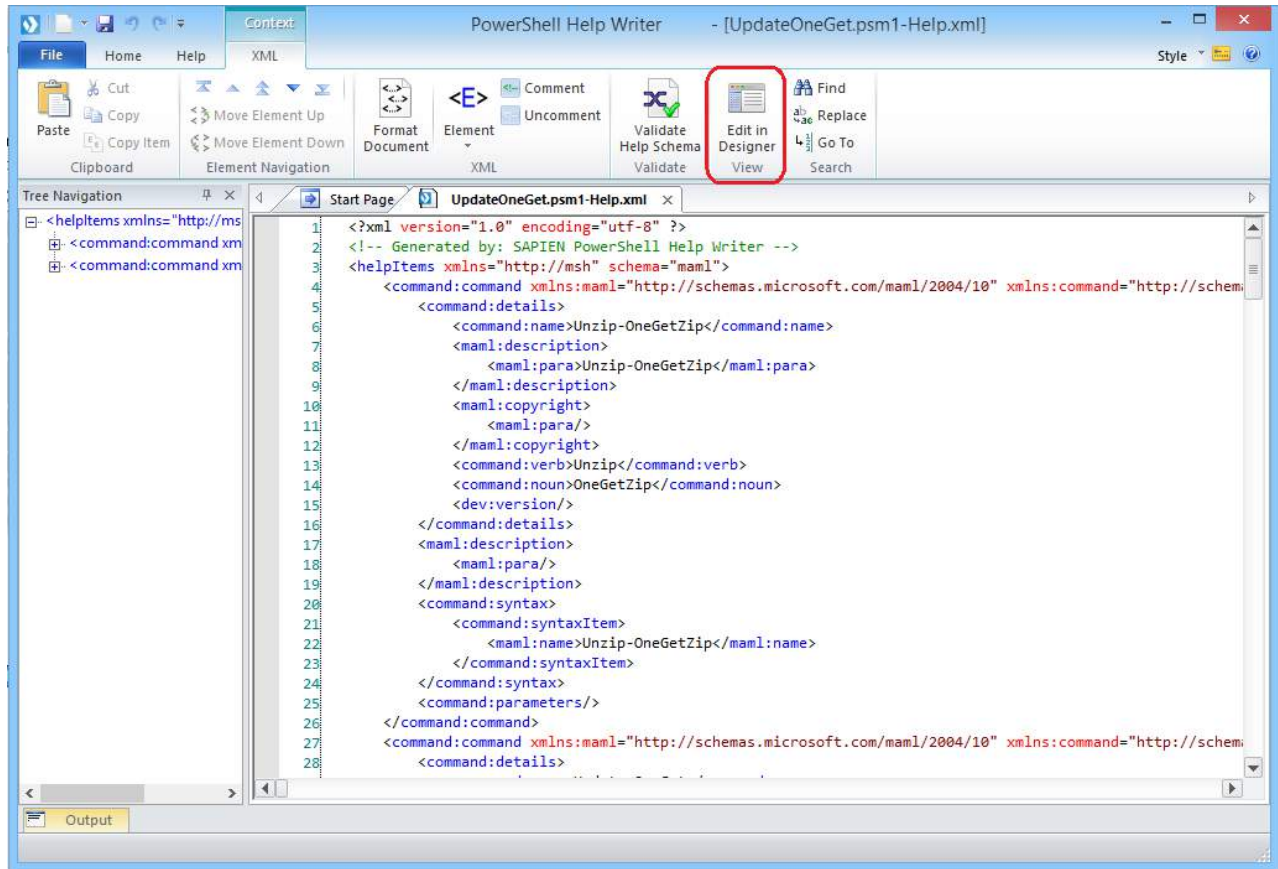 Context
PowerShell Help Writer - [UpdateOneGet.psm1-Help.xml]
File Home Help XML Style
Paste
Cut
Copy
Copy Item
Clipboard
Move Element Up
Move Element Down
Element Navigation
Format Document
<E>
Element
Comment
Uncomment
XML
Validate Help Schema
Validate
Edit in Designer
View
Find
Replace
Go To
Search
Tree Navigation
<helpItems xmlns="http://ms
<command:command xm
<command:command xm
Start Page UpdateOneGet.psm1-Help.xml
1 <?xml version="1.0" encoding="utf-8" ?>
2 <!-- Generated by: SAPIEN PowerShell Help Writer -->
3 <helpItems xmlns="http://msh" schema="maml">
4 <command:command xmlns:maml="http://schemas.microsoft.com/maml/2004/10" xmlns:command="http://schem
5 <command:details>
6 <command:name>Unzip-OneGetZip</command:name>
7 <maml:description>
8 <maml:para>Unzip-OneGetZip</maml:para>
9 </maml:description>
10 <maml:copyright>
11 <maml:para/>
12 </maml:copyright>
13 <command:verb>Unzip</command:verb>
14 <command:noun>OneGetZip</command:noun>
15 <dev:version/>
16 </command:details>
17 <maml:description>
18 <maml:para/>
19 </maml:description>
20 <command:syntax>
21 <command:syntaxItem>
22 <maml:name>Unzip-OneGetZip</maml:name>
23 </command:syntaxItem>
24 </command:syntax>
25 <command:parameters/>
26 </command:command>
27 <command:command xmlns:maml="http://schemas.microsoft.com/maml/2004/10" xmlns:command="http://schem
28 <command:details>
Output